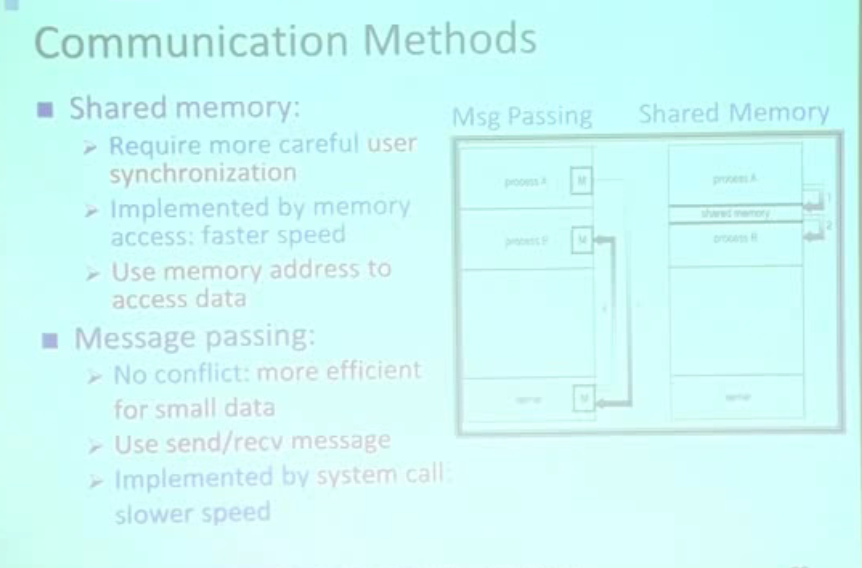 Communication Methods
Shared memory:
Require more careful user
synchronization
Implemented by memory
access: faster speed
Use memory address to
access data
Message passing:
No conflict: more efficient
for small data
Use send/recv message
Implemented by system call:
slower speed
Msg Passing
Shared Memory
process A
M
process B
M
M
process A
1
shared memory
2
process B